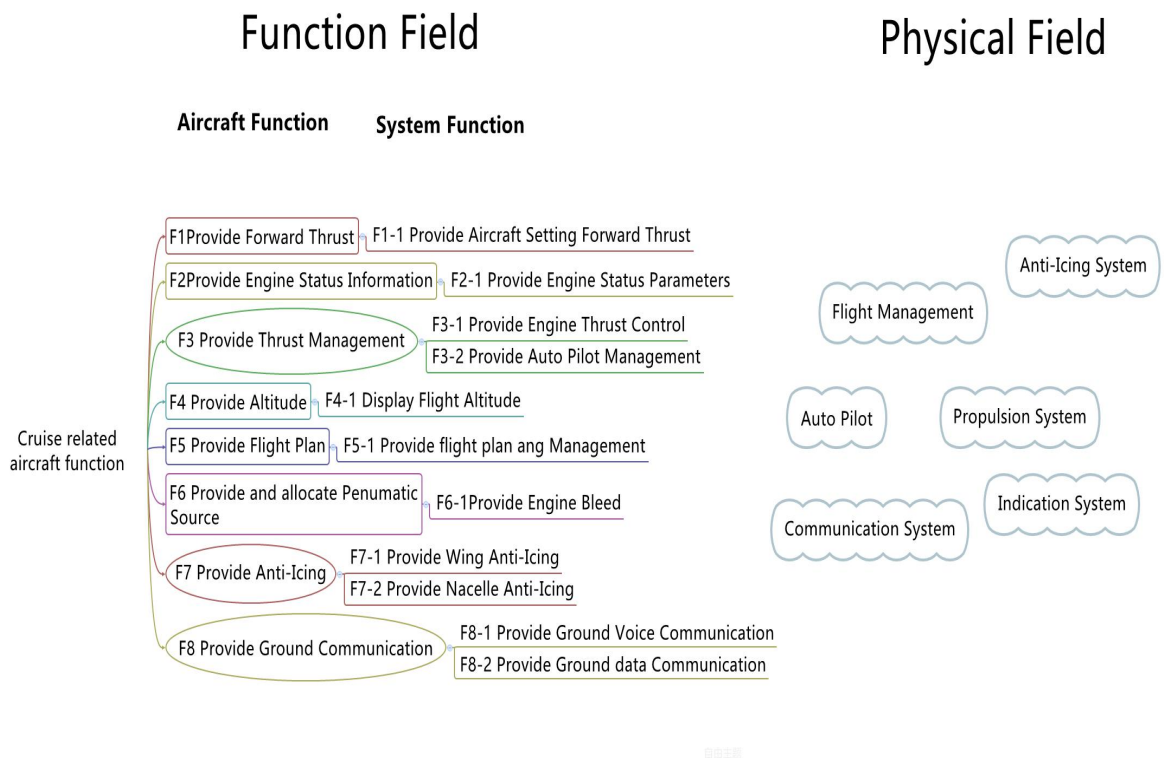 Function Field
Physical Field
Aircraft Function
System Function
F1Provide Forward Thrust
F1-1 Provide Aircraft Setting Forward Thrust
F2Provide Engine Status Information
F2-1 Provide Engine Status Parameters
F3 Provide Thrust Management
F3-1 Provide Engine Thrust Control
F3-2 Provide Auto Pilot Management
F4 Provide Altitude
F4-1 Display Flight Altitude
F5 Provide Flight Plan
F5-1 Provide flight plan ang Management
Cruise related
aircraft function
F6 Provide and allocate Penumatic
Source
F6-1Provide Engine Bleed
F7 Provide Anti-Icing
F7-1 Provide Wing Anti-Icing
F7-2 Provide Nacelle Anti-Icing
F8 Provide Ground Communication
F8-1 Provide Ground Voice Communication
F8-2 Provide Ground data Communication
Anti-Icing System
Flight Management
Auto Pilot
Propulsion System
Indication System
Communication System
自由主题